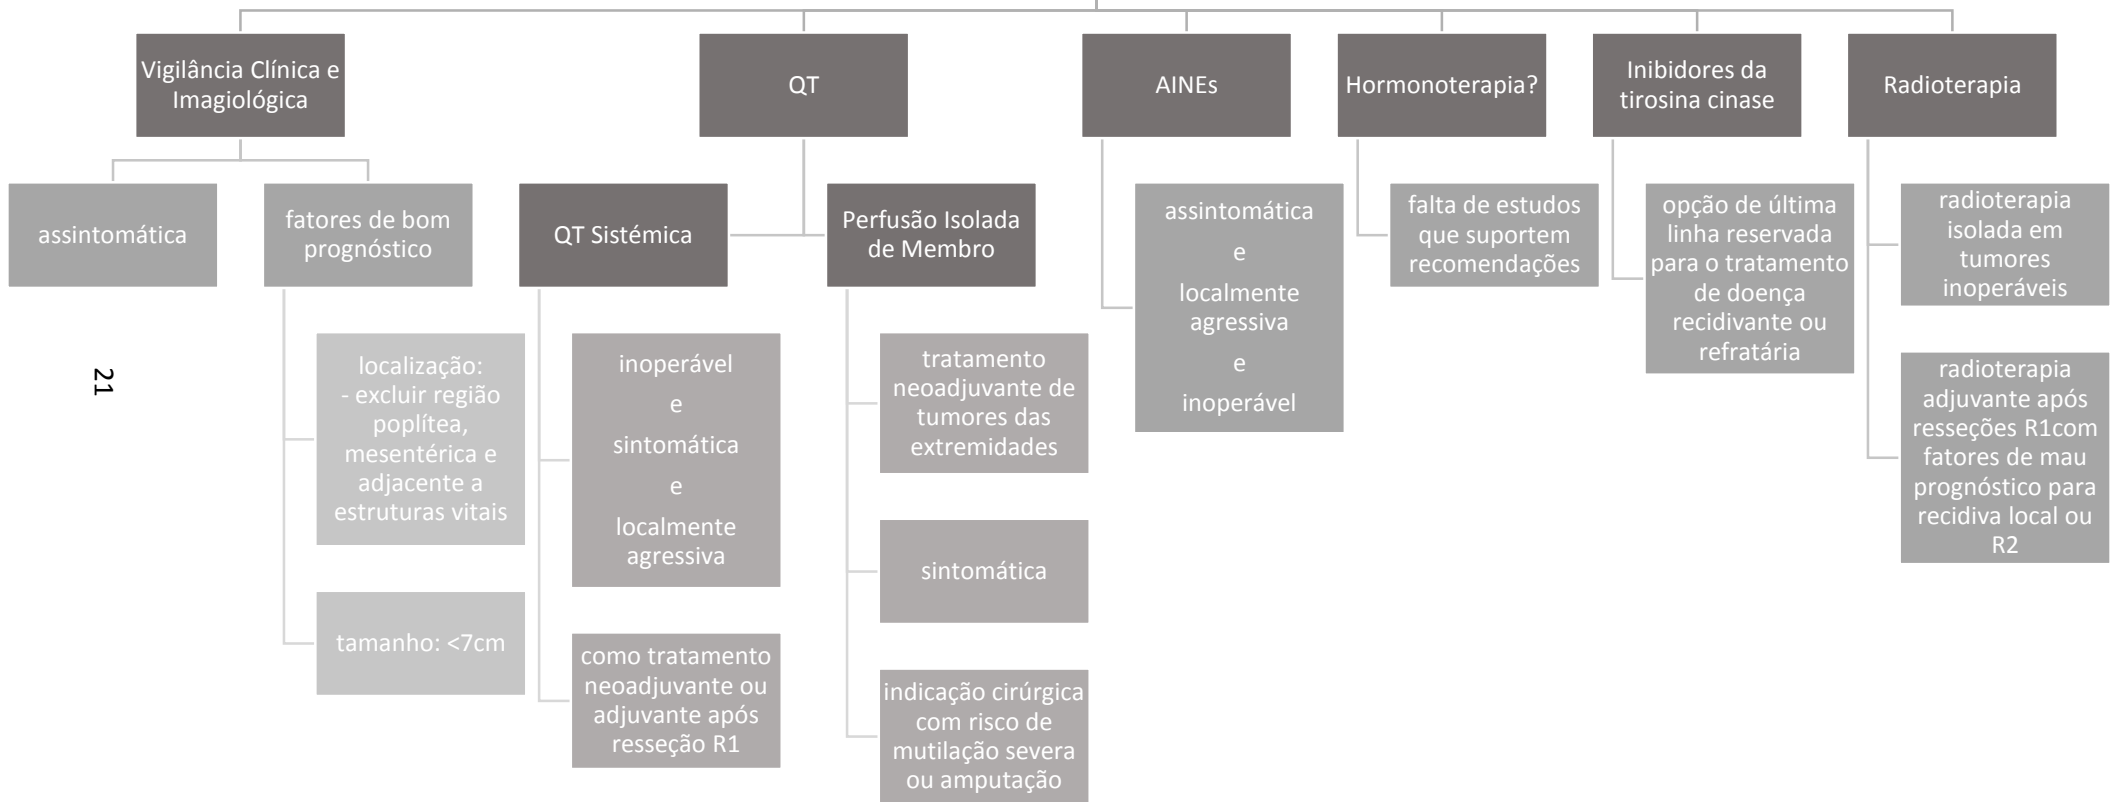 Vigilância Clínica e
Imagiológica
QT
AINEs
Hormonoterapia?
Inibidores da
tirosina cinase
Radioterapia
assintomática
fatores de bom
prognóstico
QT Sistémica
Perfusão Isolada
de Membro
assintomática
e
localmente
agressiva
e
inoperável
falta de estudos
que suportem
recomendações
opção de última
linha reservada
para o tratamento
de doença
recidivante ou
refratária
radioterapia
isolada em
tumores
inoperáveis
localização:
- excluir região
poplítea,
mesentérica e
adjacente a
estruturas vitais
inoperável
e
sintomática
e
localmente
agressiva
tratamento
neoadjuvante de
tumores das
extremidades
radioterapia
adjuvante após
resseções R1com
fatores de mau
prognóstico para
recidiva local ou
R2
sintomática
tamanho: <7cm
como tratamento
neoadjuvante ou
adjuvante após
resseção R1
indicação cirúrgica
com risco de
mutilação severa
ou amputação
21